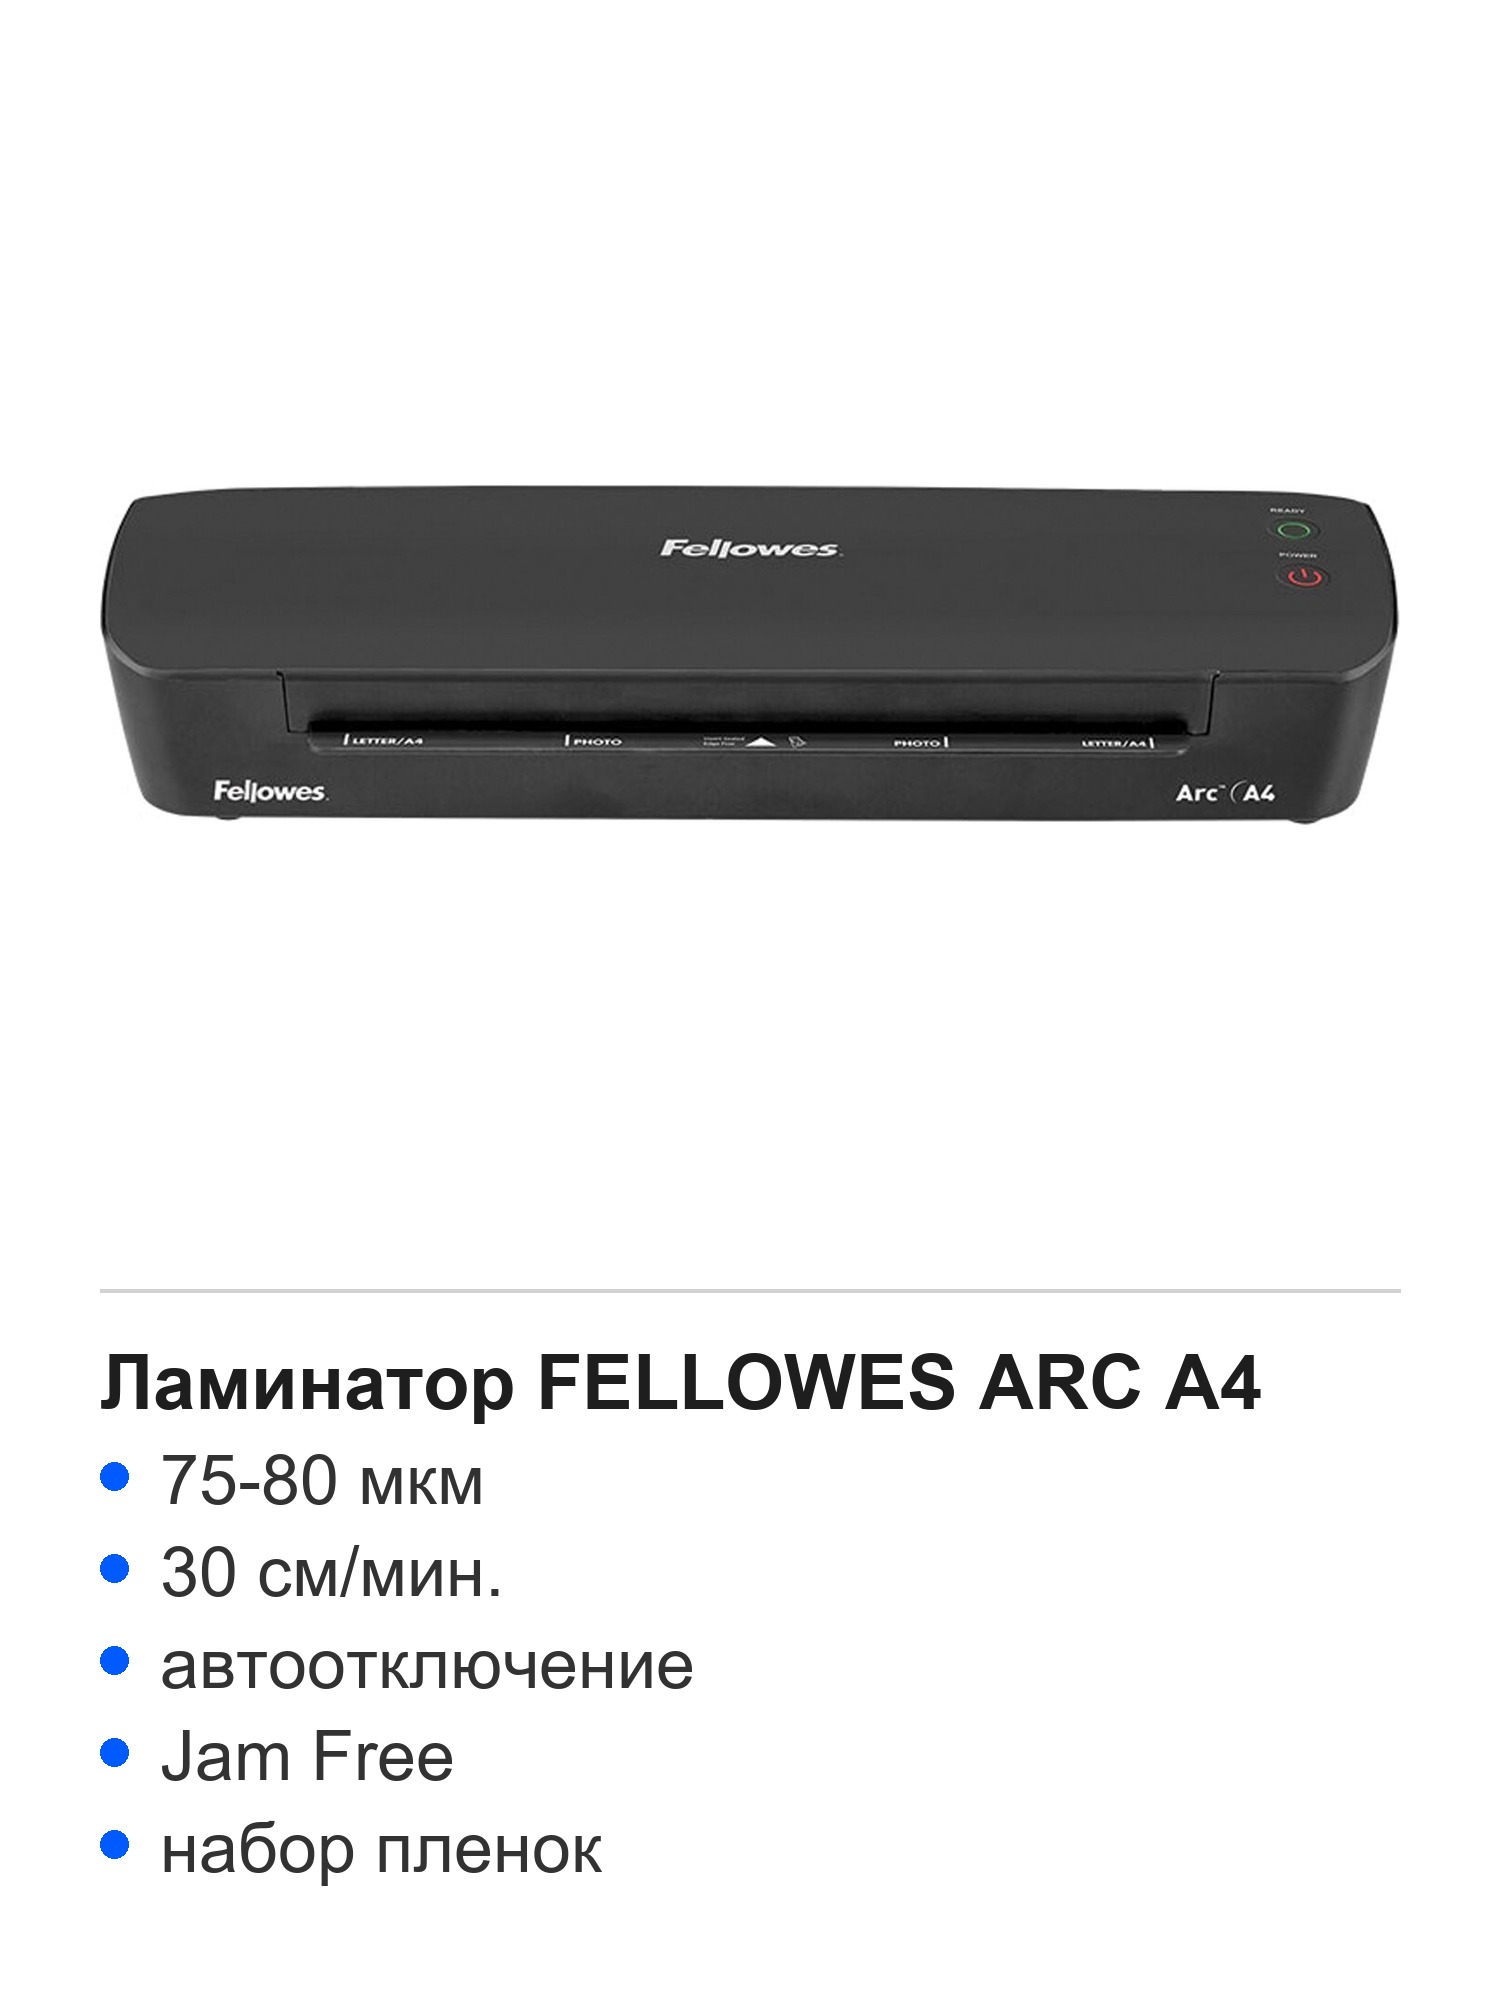 READY
Fellowes.
POWER
LETTER/A4
PHOTO
PHOTO
LETTER/A4
Fellowes.
Arc™ A4
Ламинатор FELLOWES ARC A4
75-80 мкм
30 см/мин.
автоотключение
Jam Free
набор пленок